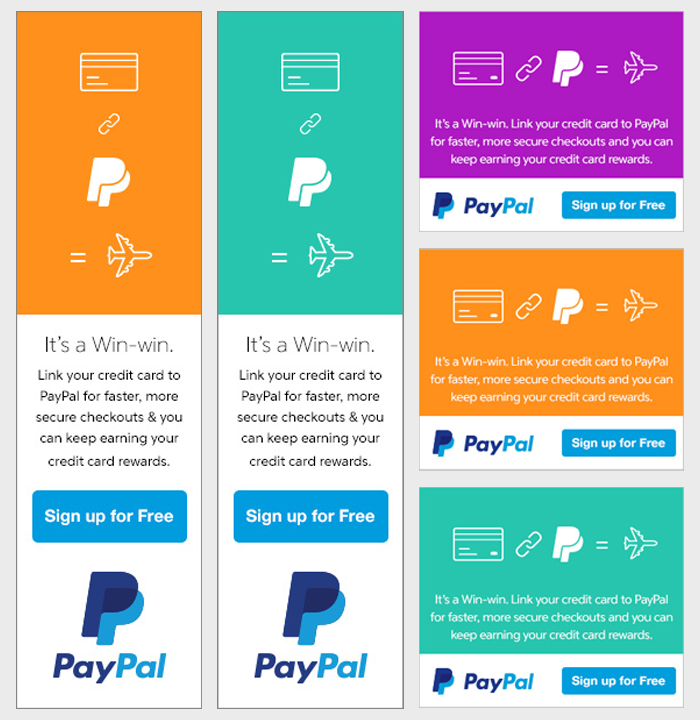 =
It's a Win-win.
Link your credit card to
PayPal for faster, more
secure checkouts & you
can keep earning your
credit card rewards.
Sign up for Free
PayPal
=
It's a Win-win.
Link your credit card to
PayPal for faster, more
secure checkouts & you
can keep earning your
credit card rewards.
Sign up for Free
PayPal
=
It's a Win-win. Link your credit card to PayPal
for faster, more secure checkouts and you can
keep earning your credit card rewards.
PayPal Sign up for Free
=
It's a Win-win. Link your credit card to PayPal
for faster, more secure checkouts and you can
keep earning your credit card rewards.
PayPal Sign up for Free
=
It's a Win-win. Link your credit card to PayPal
for faster, more secure checkouts and you can
keep earning your credit card rewards.
PayPal Sign up for Free